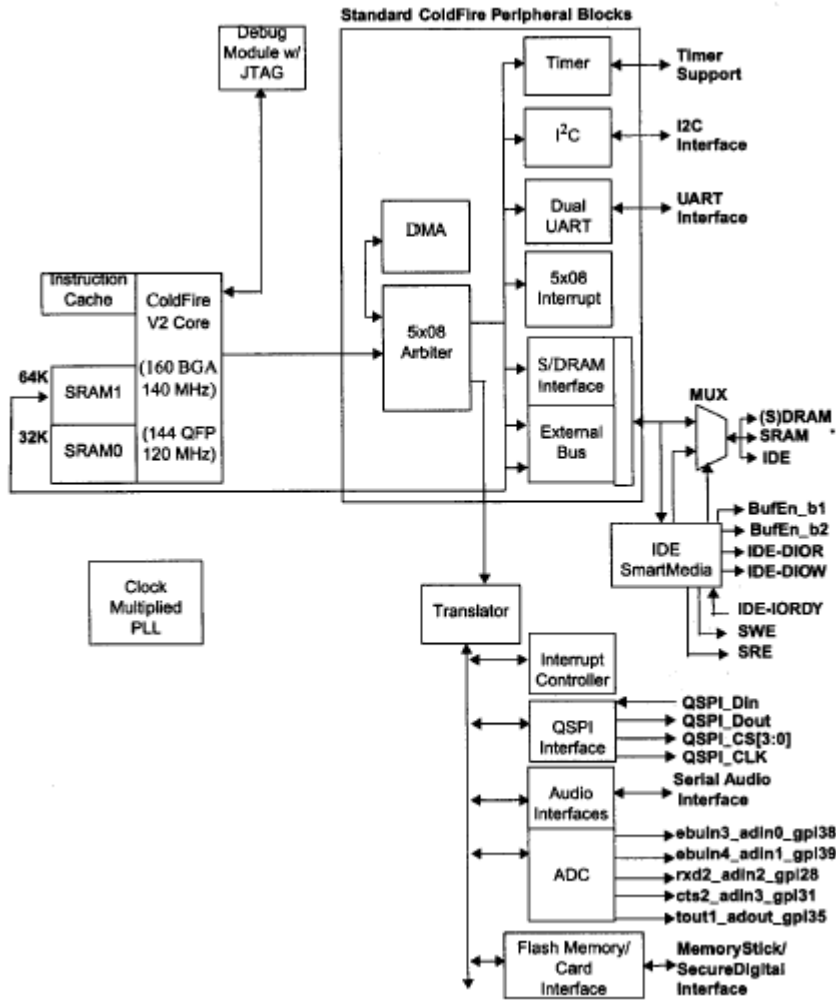 Standard ColdFire Peripheral Blocks
Debug
Module w/
JTAG
Timer
Timer
Support
I²C
I2C
Interface
Dual
UART
UART
Interface
DMA
5x08
Interrupt
Instruction
Cache
ColdFire
V2 Core
(160 BGA
140 MHz)
(144 QFP
120 MHz)
5x08
Arbiter
64K
SRAM1
32K
SRAM0
S/DRAM
Interface
External
Bus
MUX
(S)DRAM
SRAM
IDE
IDE
SmartMedia
BufEn_b1
BufEn_b2
IDE-DIOR
IDE-DIOW
IDE-IORDY
SWE
SRE
Clock
Multiplied
PLL
Translator
Interrupt
Controller
QSPI
Interface
QSPI_Din
QSPI_Dout
QSPI_CS[3:0]
QSPI_CLK
Audio
Interfaces
Serial Audio
Interface
ADC
ebuin3_adin0_gpi38
ebuin4_adin1_gpi39
rxd2_adin2_gpi28
cts2_adin3_gpi31
tout1_adout_gpi35
Flash Memory/
Card
Interface
MemoryStick/
SecureDigital
Interface